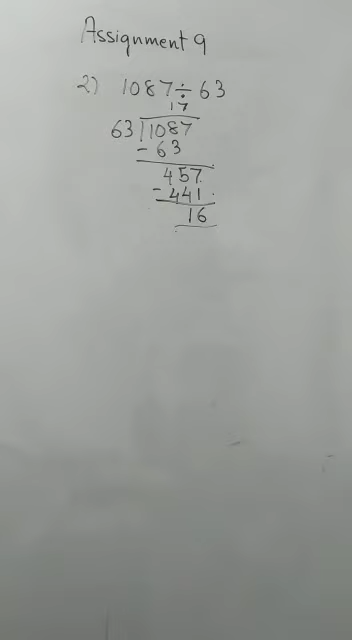 Assignment 9
2) 1087 ÷ 63
17
63 | 1087
- 63
457
- 441
16